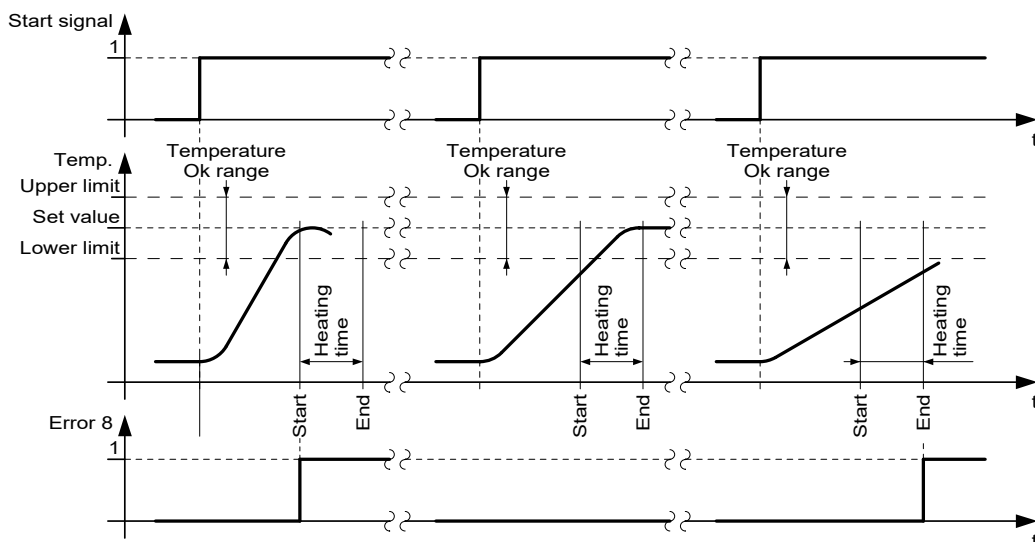 Start signal
1
t
Temp.
Upper limit
Set value
Lower limit
Temperature
Ok range
Heating
time
Start
End
Temperature
Ok range
Heating
time
Start
End
Temperature
Ok range
Heating
time
Start
End
t
Error 8
1
t